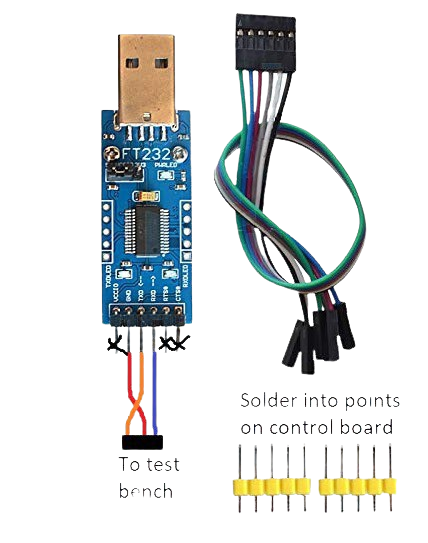 FT232
PWRLED
TXDLED
RXDLED
VCCIO
GND
TXD
RXD
RTS#
CTS#
Solder into points
on control board
To test
bench